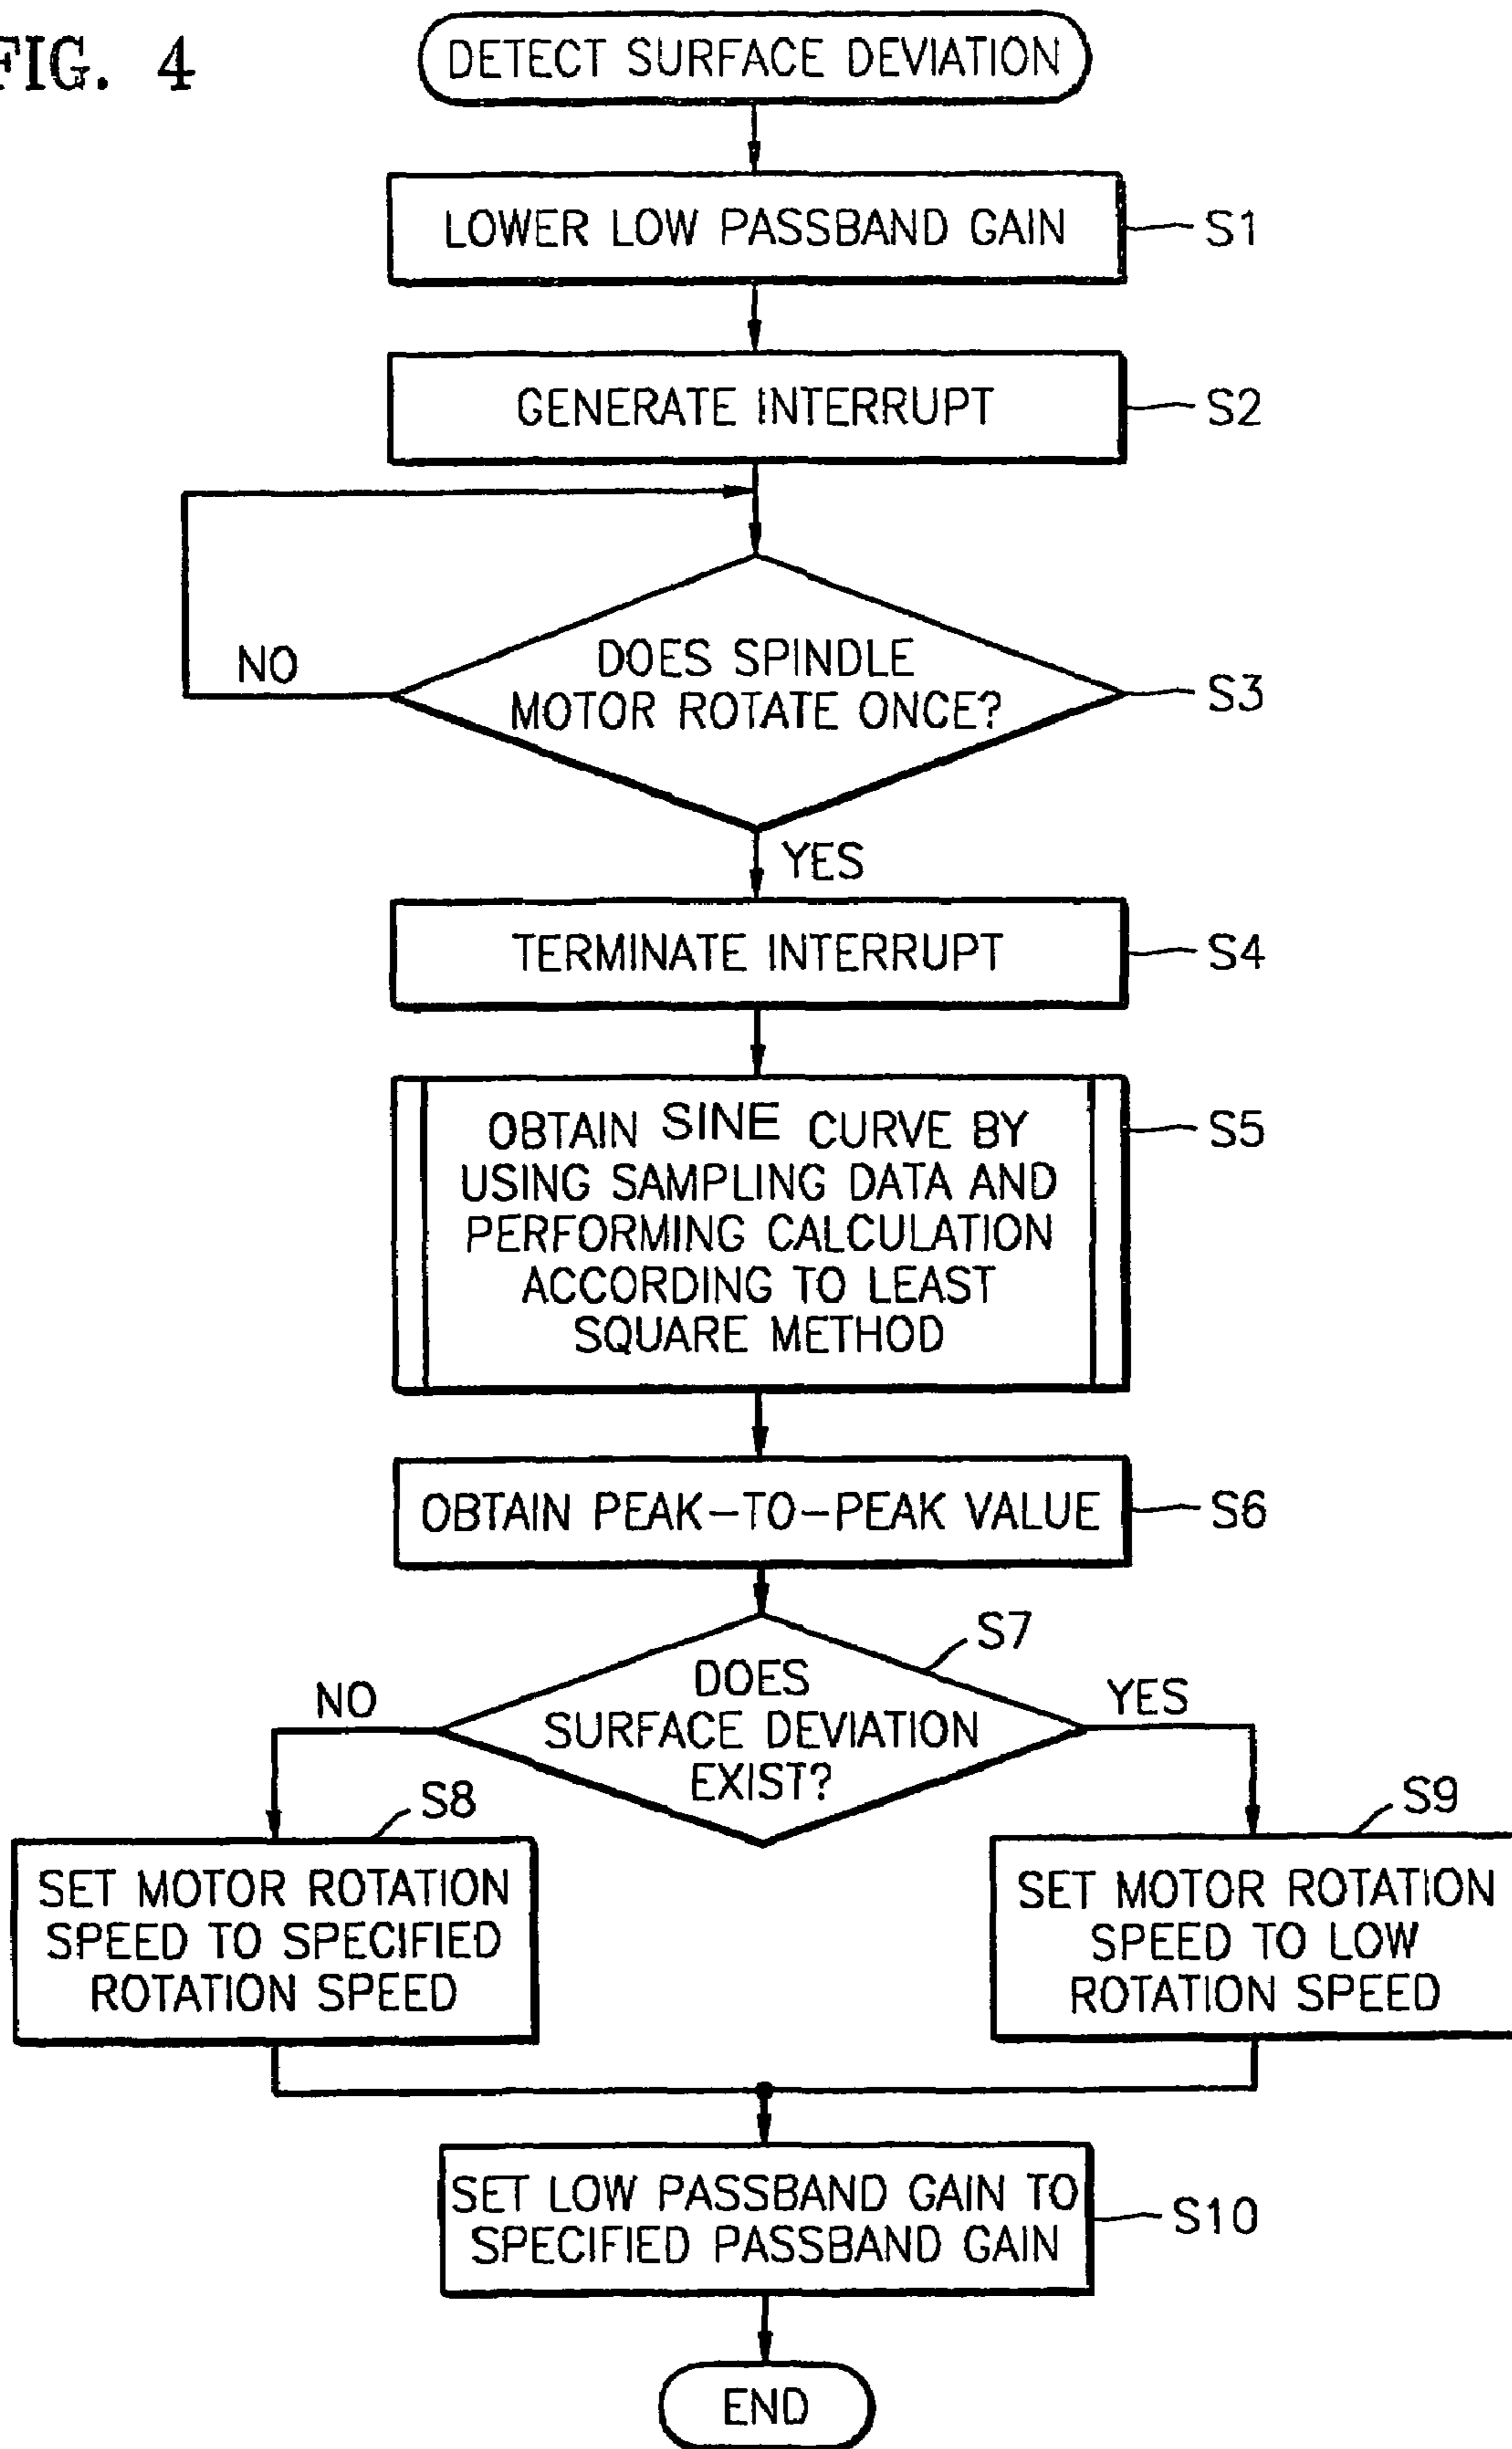 FIG. 4
DETECT SURFACE DEVIATION
LOWER LOW PASSBAND GAIN
S1
GENERATE INTERRUPT
S2
DOES SPINDLE
MOTOR ROTATE ONCE?
S3
NO
YES
TERMINATE INTERRUPT
S4
OBTAIN SINE CURVE BY
USING SAMPLING DATA AND
PERFORMING CALCULATION
ACCORDING TO LEAST
SQUARE METHOD
S5
OBTAIN PEAK-TO-PEAK VALUE
S6
DOES
SURFACE DEVIATION
EXIST?
S7
NO
YES
S8
SET MOTOR ROTATION
SPEED TO SPECIFIED
ROTATION SPEED
S9
SET MOTOR ROTATION
SPEED TO LOW
ROTATION SPEED
SET LOW PASSBAND GAIN TO
SPECIFIED PASSBAND GAIN
S10
END